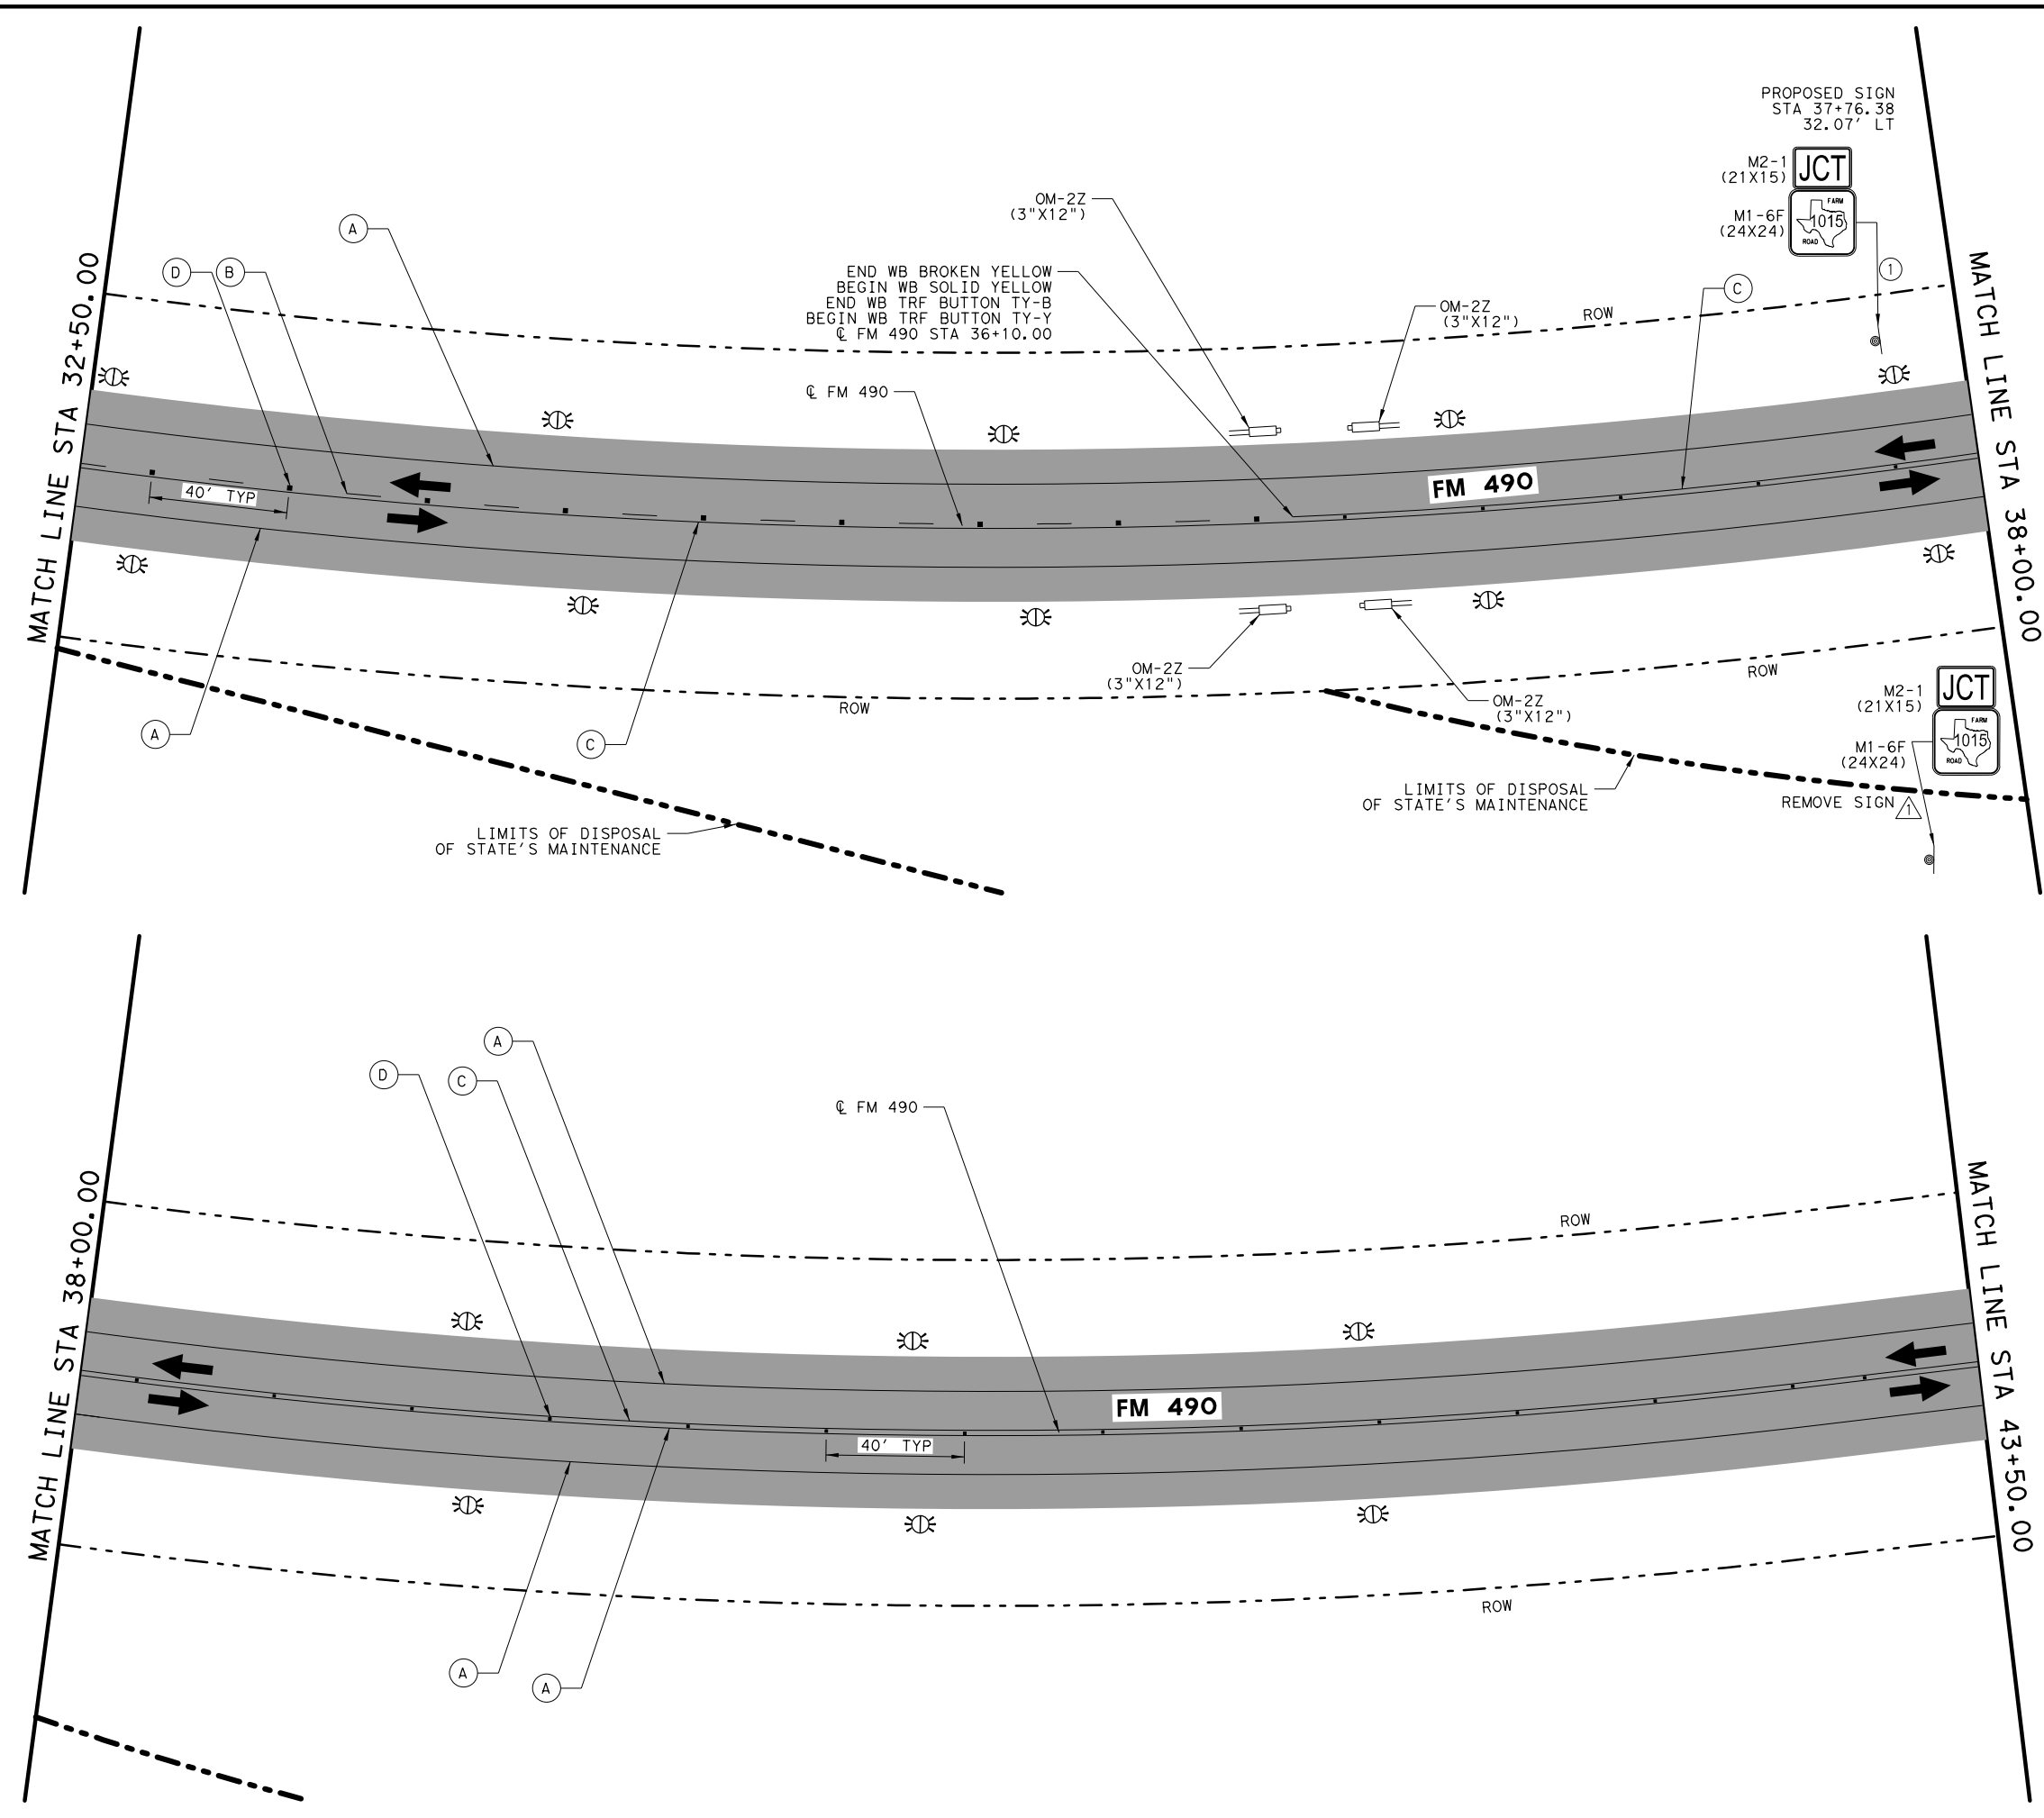 PROPOSED SIGN
STA 37+76.38
32.07' LT
M2-1
(21X15)
JCT
M1-6F
(24X24)
FARM
1015
ROAD
1
OM-2Z
(3"X12")
A
D
B
END WB BROKEN YELLOW
BEGIN WB SOLID YELLOW
END WB TRF BUTTON TY-B
BEGIN WB TRF BUTTON TY-Y
℄ FM 490 STA 36+10.00
OM-2Z
(3"X12")
C
ROW
℄ FM 490
MATCH LINE STA 32+50.00
MATCH LINE STA 38+00.00
40' TYP
FM 490
OM-2Z
(3"X12")
OM-2Z
(3"X12")
ROW
ROW
A
C
M2-1
(21X15)
JCT
M1-6F
(24X24)
FARM
1015
ROAD
REMOVE SIGN
1
LIMITS OF DISPOSAL
OF STATE'S MAINTENANCE
LIMITS OF DISPOSAL
OF STATE'S MAINTENANCE
A
D
C
℄ FM 490
MATCH LINE STA 38+00.00
MATCH LINE STA 43+50.00
ROW
FM 490
40' TYP
ROW
A
A